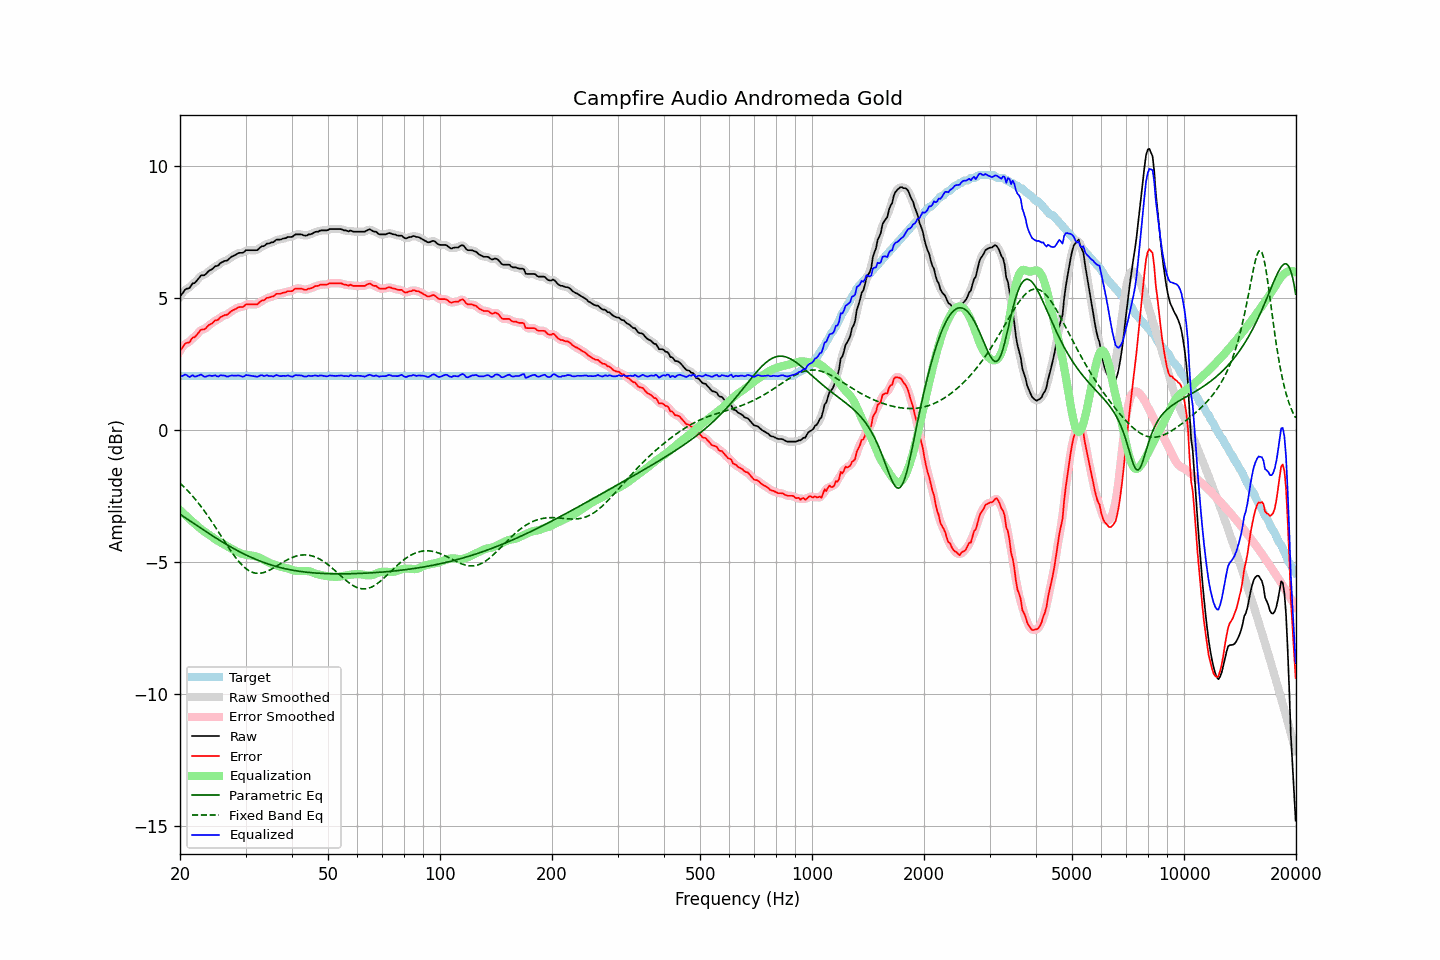 Campfire Audio Andromeda Gold
Amplitude (dBr)
10
5
0
−5
−10
−15
Target
Raw Smoothed
Error Smoothed
Raw
Error
Equalization
Parametric Eq
Fixed Band Eq
Equalized
20 50 100 200 500 1000 2000 5000 10000 20000
Frequency (Hz)